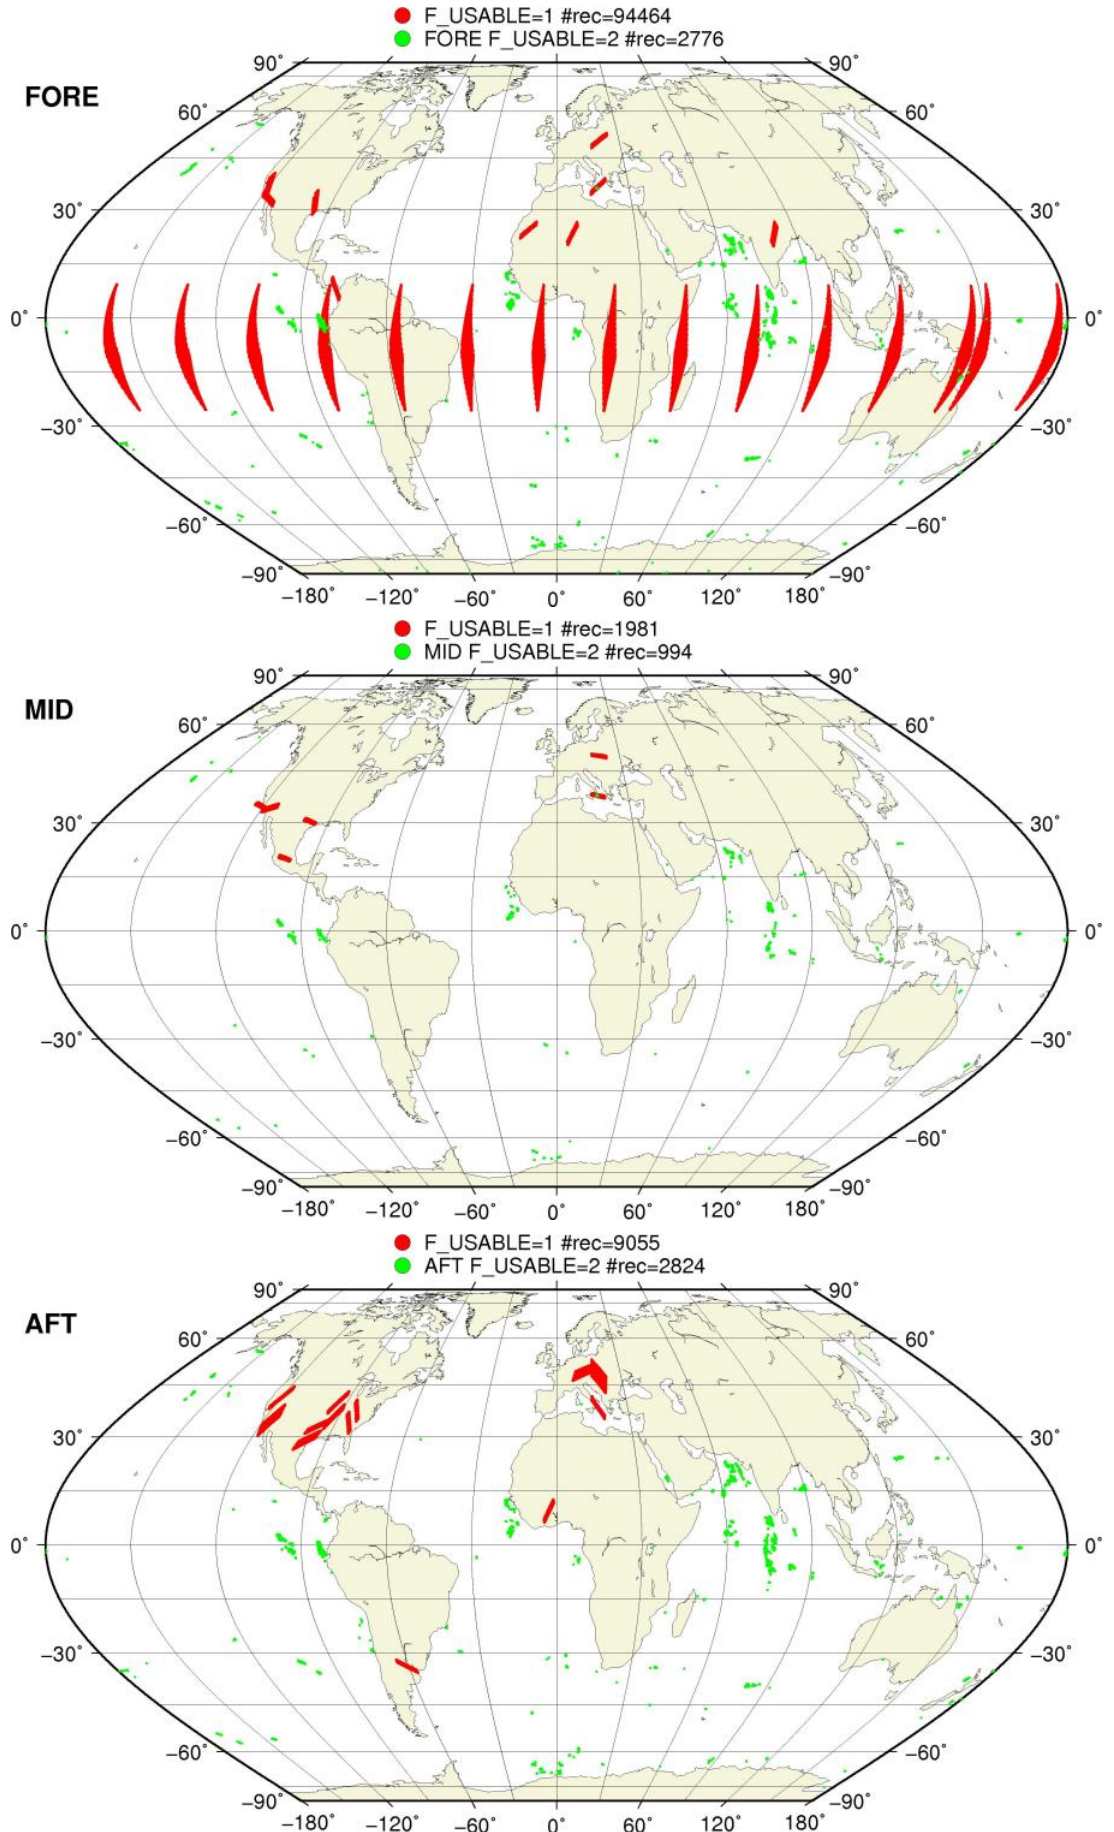 F_USABLE=1 #rec=94464
FORE F_USABLE=2 #rec=2776
FORE
90˚ 90˚
60˚ 60˚
30˚ 30˚
0˚ 0˚
−30˚ −30˚
−60˚ −60˚
−90˚ −90˚
−180˚ −120˚ −60˚ 0˚ 60˚ 120˚ 180˚
F_USABLE=1 #rec=1981
MID F_USABLE=2 #rec=994
MID
90˚ 90˚
60˚ 60˚
30˚ 30˚
0˚ 0˚
−30˚ −30˚
−60˚ −60˚
−90˚ −90˚
−180˚ −120˚ −60˚ 0˚ 60˚ 120˚ 180˚
F_USABLE=1 #rec=9055
AFT F_USABLE=2 #rec=2824
AFT
90˚ 90˚
60˚ 60˚
30˚ 30˚
0˚ 0˚
−30˚ −30˚
−60˚ −60˚
−90˚ −90˚
−180˚ −120˚ −60˚ 0˚ 60˚ 120˚ 180˚